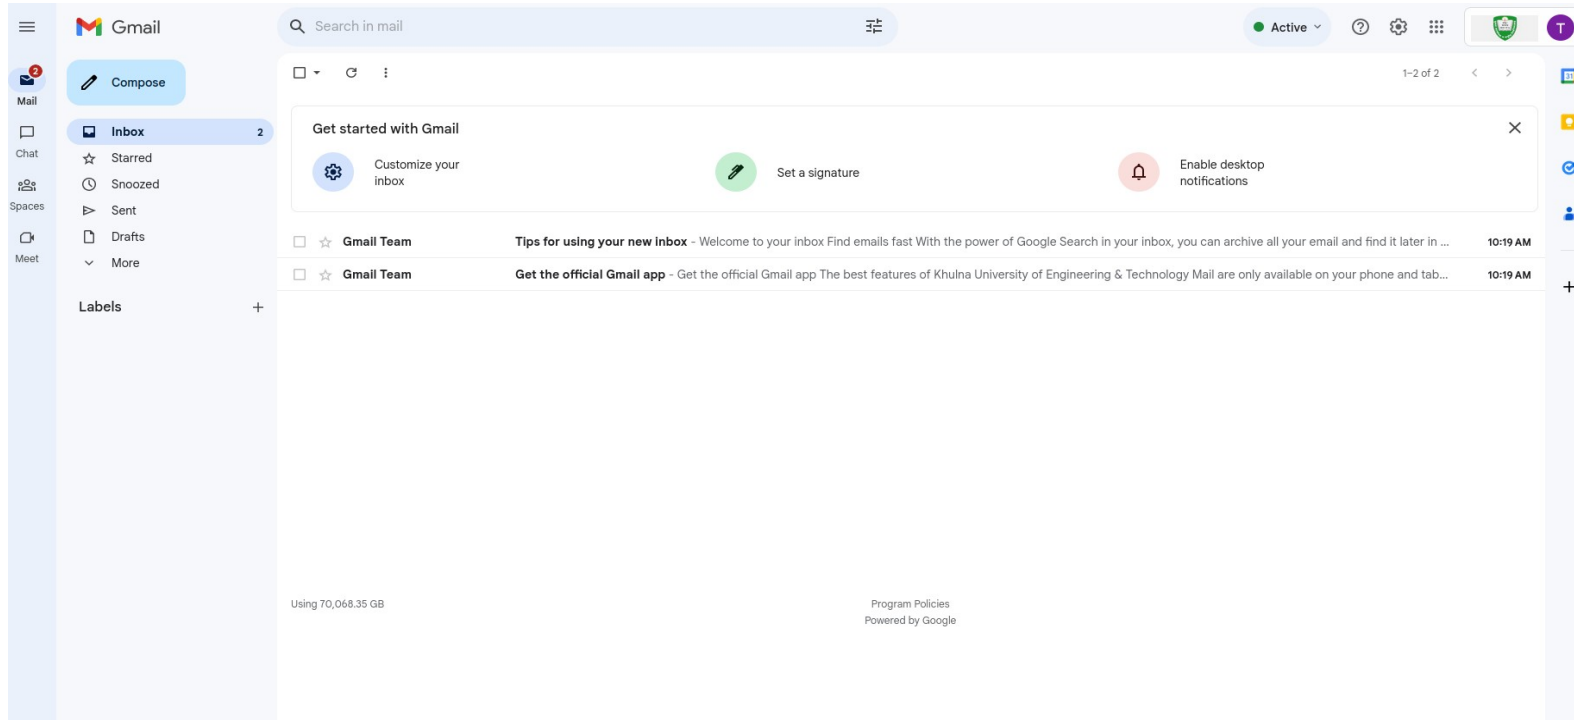 Gmail
Search in mail
Active
T
2
Mail
Chat
Spaces
Meet
Compose
Inbox 2
Starred
Snoozed
Sent
Drafts
More
Labels
1–2 of 2
Get started with Gmail
Customize your
inbox
Set a signature
Enable desktop
notifications
Gmail Team Tips for using your new inbox - Welcome to your inbox Find emails fast With the power of Google Search in your inbox, you can archive all your email and find it later in ... 10:19 AM
Gmail Team Get the official Gmail app - Get the official Gmail app The best features of Khulna University of Engineering & Technology Mail are only available on your phone and tab... 10:19 AM
Using 70,068.35 GB
Program Policies
Powered by Google
31